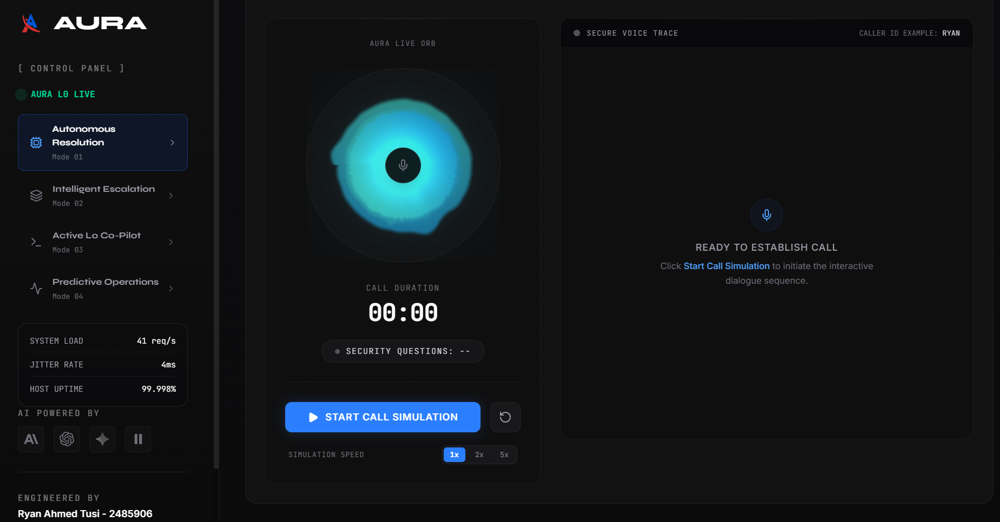 AURA
[ CONTROL PANEL ]
AURA L0 LIVE
Autonomous
Resolution
Mode 01
Intelligent Escalation
Mode 02
Active Lo Co-Pilot
Mode 03
Predictive Operations
Mode 04
SYSTEM LOAD 41 req/s
JITTER RATE 4ms
HOST UPTIME 99.998%
AI POWERED BY
ENGINEERED BY
Ryan Ahmed Tusi - 2485906
AURA LIVE ORB
CALL DURATION
00:00
SECURITY QUESTIONS: --
START CALL SIMULATION
SIMULATION SPEED 1x 2x 5x
SECURE VOICE TRACE CALLER ID EXAMPLE: RYAN
READY TO ESTABLISH CALL
Click Start Call Simulation to initiate the interactive
dialogue sequence.